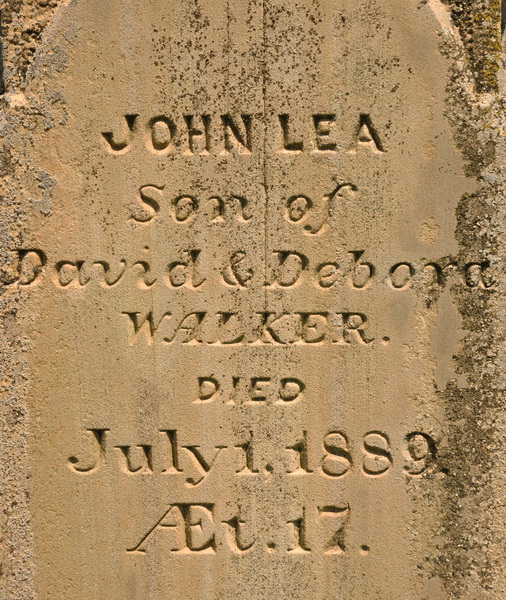 JOHN LEA
Son of
David & Debora
WALKER.
DIED
July 1, 1889.
Æt. 17.